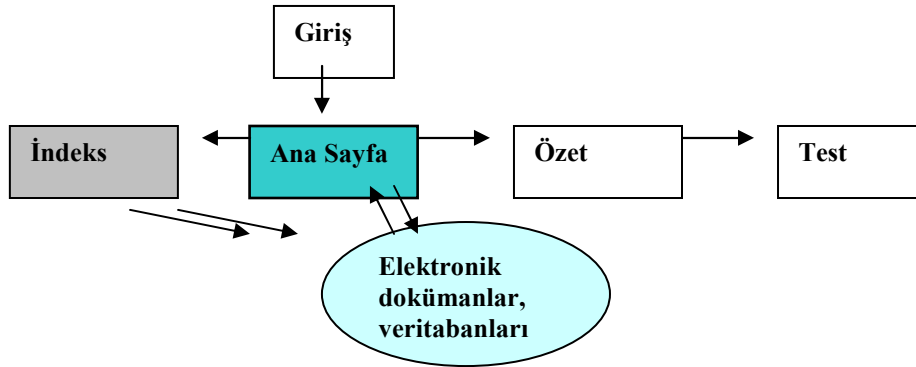 Giriş
İndeks
Ana Sayfa
Özet
Test
Elektronik
dokümanlar,
veritabanları